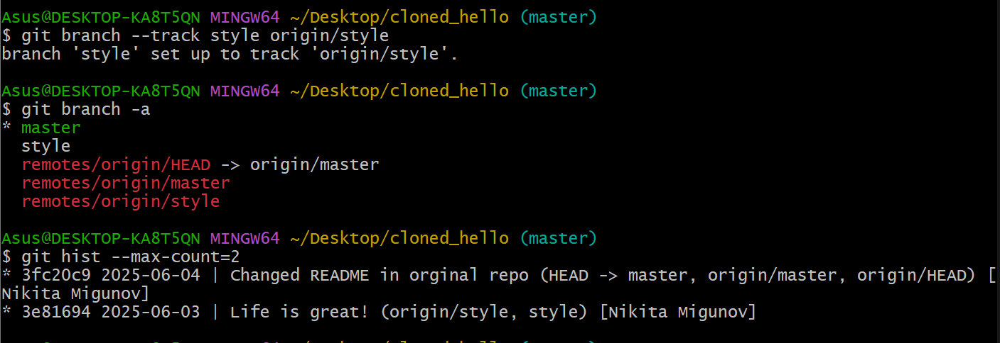 Asus@DESKTOP-KA8T5QN MINGW64 ~/Desktop/cloned_hello (master)
$ git branch --track style origin/style
branch 'style' set up to track 'origin/style'.
Asus@DESKTOP-KA8T5QN MINGW64 ~/Desktop/cloned_hello (master)
$ git branch -a
* master
  style
  remotes/origin/HEAD -> origin/master
  remotes/origin/master
  remotes/origin/style
Asus@DESKTOP-KA8T5QN MINGW64 ~/Desktop/cloned_hello (master)
$ git hist --max-count=2
* 3fc20c9 2025-06-04 | Changed README in orginal repo (HEAD -> master, origin/master, origin/HEAD) [
Nikita Migunov]
* 3e81694 2025-06-03 | Life is great! (origin/style, style) [Nikita Migunov]